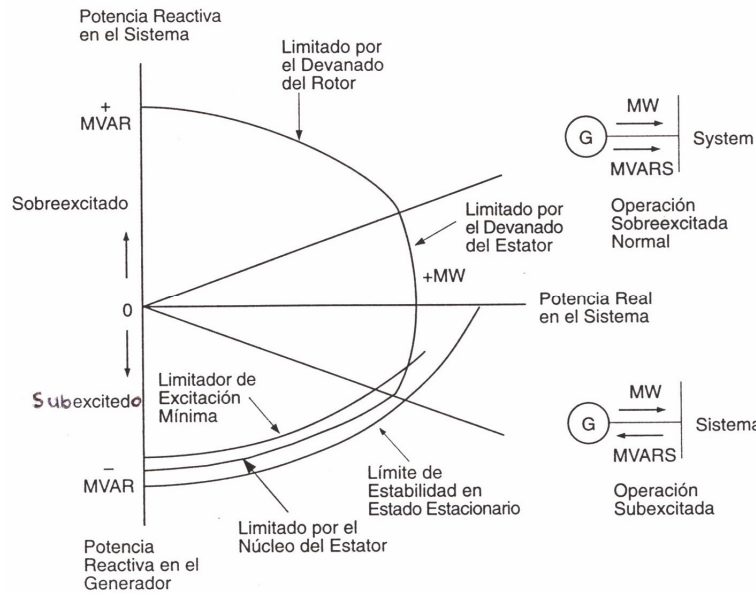 Potencia Reactiva
en el Sistema
Limitado por
el Devanado
del Rotor
+
MVAR
MW
G
System
MVARS
Sobreexcitado
Limitado por
el Devanado
del Estator
Operación
Sobreexcitada
Normal
+MW
0
Potencia Real
en el Sistema
Limitador de
Excitación
Mínima
Subexcitedo
MW
G
Sistema
MVARS
−
MVAR
Límite de
Estabilidad en
Estado Estacionario
Operación
Subexcitada
Limitado por el
Núcleo del Estator
Potencia
Reactiva en el
Generador